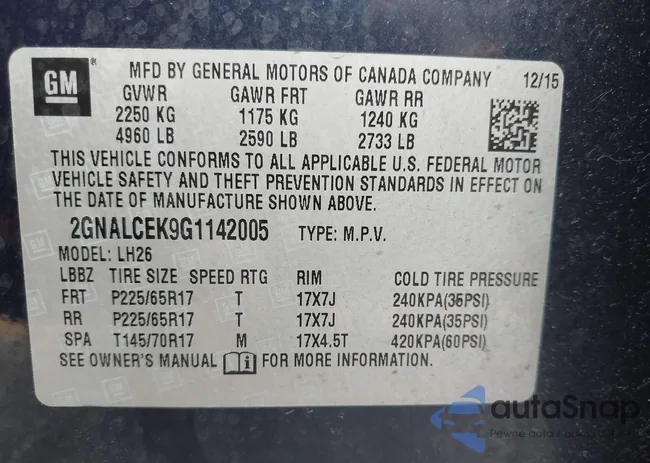 GM ®
MFD BY GENERAL MOTORS OF CANADA COMPANY 12/15
GVWR GAWR FRT GAWR RR
2250 KG 1175 KG 1240 KG
4960 LB 2590 LB 2733 LB
THIS VEHICLE CONFORMS TO ALL APPLICABLE U.S. FEDERAL MOTOR
VEHICLE SAFETY AND THEFT PREVENTION STANDARDS IN EFFECT ON
THE DATE OF MANUFACTURE SHOWN ABOVE.
2GNALCEK9G1142005 TYPE: M.P.V.
MODEL: LH26
LBBZ TIRE SIZE SPEED RTG RIM COLD TIRE PRESSURE
FRT P225/65R17 T 17X7J 240KPA(35PSI)
RR P225/65R17 T 17X7J 240KPA(35PSI)
SPA T145/70R17 M 17X4.5T 420KPA(60PSI)
SEE OWNER'S MANUAL FOR MORE INFORMATION.
autaSnap
Pewne auta